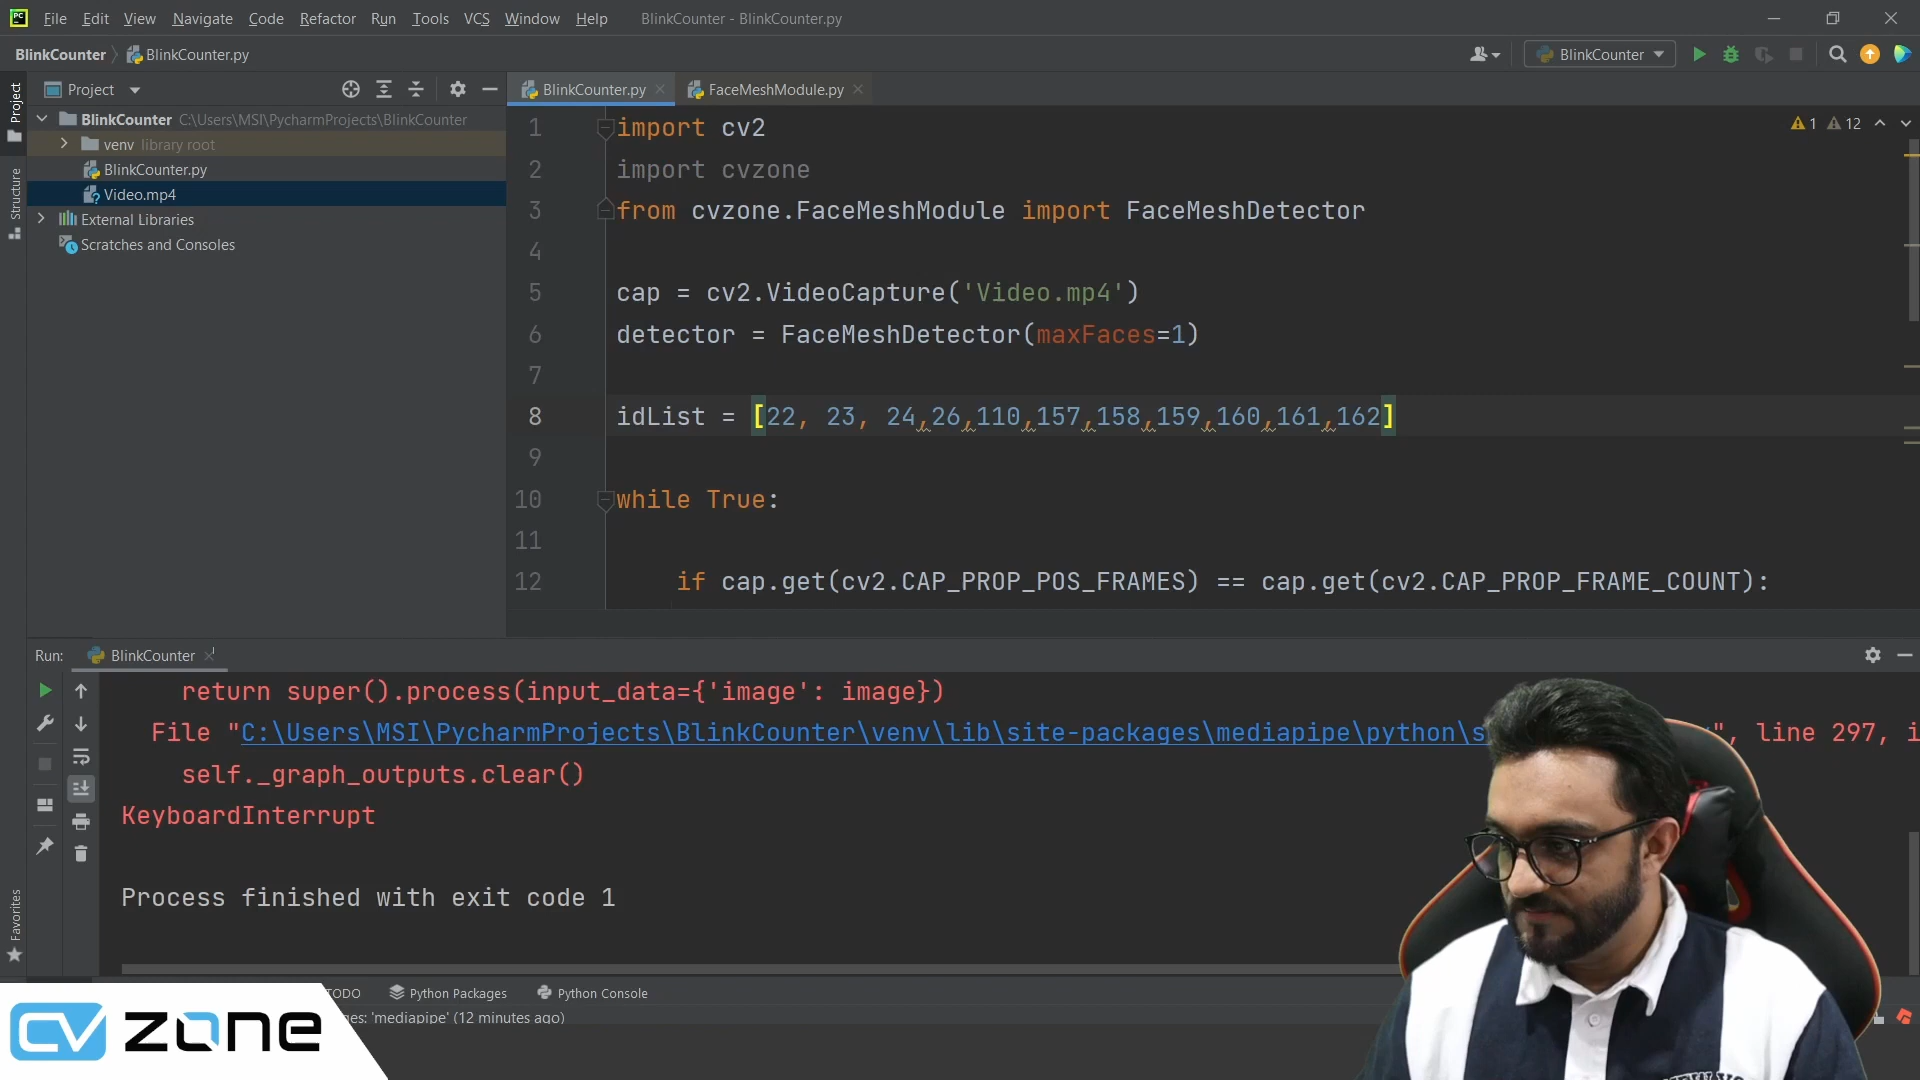 PC File Edit View Navigate Code Refactor Run Tools VCS Window Help BlinkCounter - BlinkCounter.py
BlinkCounter BlinkCounter.py BlinkCounter
Project
BlinkCounter.py FaceMeshModule.py
BlinkCounter C:\Users\MSI\PycharmProjects\BlinkCounter
venv library root
BlinkCounter.py
Video.mp4
External Libraries
Scratches and Consoles
Project
Structure
Favorites
1 12
1 import cv2
2 import cvzone
3 from cvzone.FaceMeshModule import FaceMeshDetector
4
5 cap = cv2.VideoCapture('Video.mp4')
6 detector = FaceMeshDetector(maxFaces=1)
7
8 idList = [22, 23, 24,26,110,157,158,159,160,161,162]
9
10 while True:
11
12 if cap.get(cv2.CAP_PROP_POS_FRAMES) == cap.get(cv2.CAP_PROP_FRAME_COUNT):
Run: BlinkCounter
return super().process(input_data={'image': image})
File "C:\Users\MSI\PycharmProjects\BlinkCounter\venv\lib\site-packages\mediapipe\python\s ", line 297, i
self._graph_outputs.clear()
KeyboardInterrupt
Process finished with exit code 1
TODO Python Packages Python Console
'mediapipe' (12 minutes ago)
CV ZONE